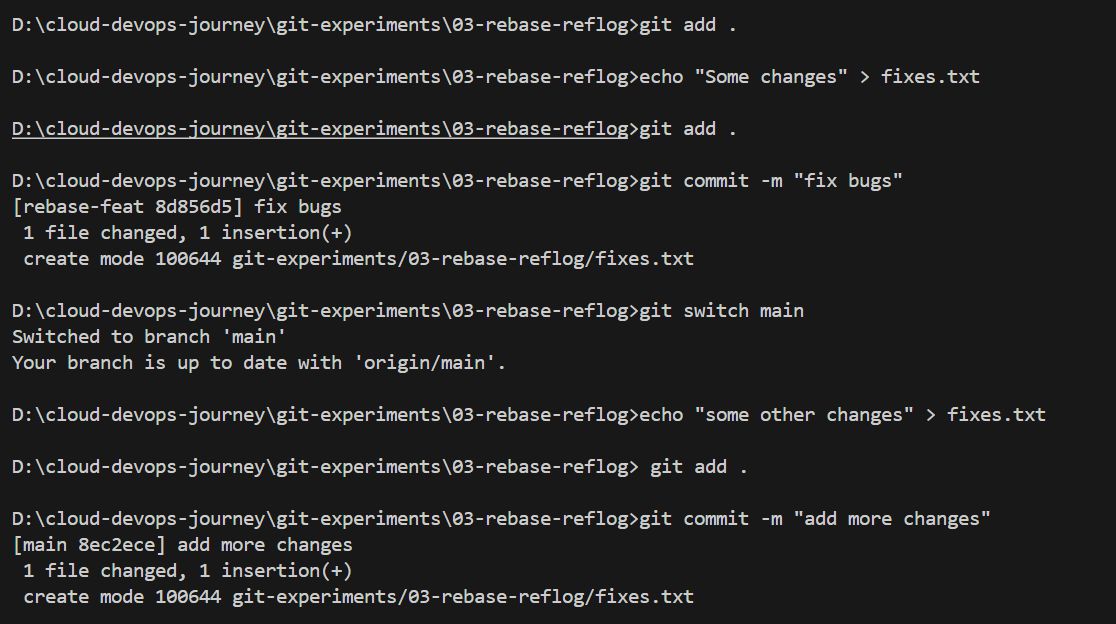 D:\cloud-devops-journey\git-experiments\03-rebase-reflog>git add .
D:\cloud-devops-journey\git-experiments\03-rebase-reflog>echo "Some changes" > fixes.txt
D:\cloud-devops-journey\git-experiments\03-rebase-reflog>git add .
D:\cloud-devops-journey\git-experiments\03-rebase-reflog>git commit -m "fix bugs"
[rebase-feat 8d856d5] fix bugs
 1 file changed, 1 insertion(+)
 create mode 100644 git-experiments/03-rebase-reflog/fixes.txt
D:\cloud-devops-journey\git-experiments\03-rebase-reflog>git switch main
Switched to branch 'main'
Your branch is up to date with 'origin/main'.
D:\cloud-devops-journey\git-experiments\03-rebase-reflog>echo "some other changes" > fixes.txt
D:\cloud-devops-journey\git-experiments\03-rebase-reflog> git add .
D:\cloud-devops-journey\git-experiments\03-rebase-reflog>git commit -m "add more changes"
[main 8ec2ece] add more changes
 1 file changed, 1 insertion(+)
 create mode 100644 git-experiments/03-rebase-reflog/fixes.txt